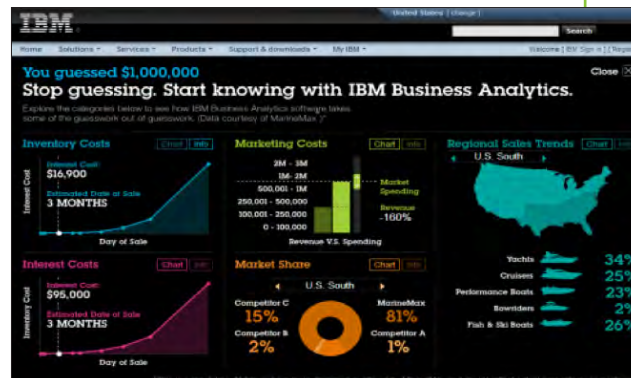 IBM
United States [ change ]
Search
Home Solutions Services Products Support & downloads My IBM Welcome [ IBM Sign in ]
You guessed $1,000,000
Close
Stop guessing. Start knowing with IBM Business Analytics.
Explore the categories below to see how IBM Business Analytics software takes
some of the guesswork out of guesswork. (Data courtesy of MarineMax )*
Inventory Costs Chart Info
Interest Cost:
$16,900
Estimated Date of Sale
3 MONTHS
Interest Cost
Day of Sale
Marketing Costs Chart Info
2M - 3M
1M- 2M
500,001 - 1M
250,001 - 500,000
100,001 - 250,000
0 - 100,000
Market
Spending
Revenue
-160%
Revenue V.S. Spending
Regional Sales Trends Chart Info
U.S. South
Yachts 34%
Cruisers 25%
Performance Boats 23%
Bowriders 2%
Fish & Ski Boats 26%
Interest Costs Chart Info
Interest Cost:
$95,000
Estimated Date of Sale
3 MONTHS
Inventory Cost
Day of Sale
Market Share Chart Info
U.S. South
Competitor C
15%
MarineMax
81%
Competitor B
2%
Competitor A
1%